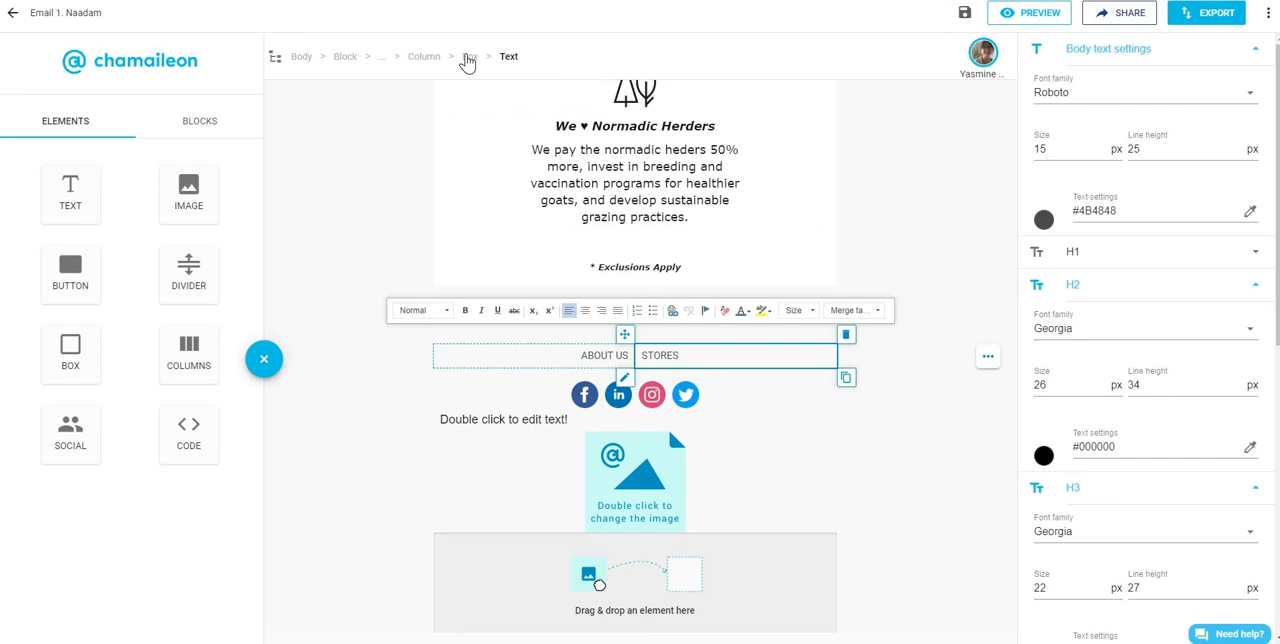 Email 1. Naadam
PREVIEW
SHARE
EXPORT
@ chamaileon
Body > Block > ... > Column > > Text
Yasmine ...
ELEMENTS
BLOCKS
TEXT
IMAGE
BUTTON
DIVIDER
BOX
COLUMNS
SOCIAL
CODE
We ♥ Normadic Herders
We pay the normadic heders 50%
more, invest in breeding and
vaccination programs for healthier
goats, and develop sustainable
grazing practices.
* Exclusions Apply
Normal
B I U abc x, x' Size Merge ta...
ABOUT US STORES
Double click to edit text!
@
Double click to
change the image
Drag & drop an element here
Body text settings
Font family
Roboto
Size Line height
15 px 25 px
Text settings
#4B4848
H1
H2
Font family
Georgia
Size Line height
26 px 34 px
Text settings
#000000
H3
Font family
Georgia
Size Line height
22 px 27 px
Text settings
Need help?